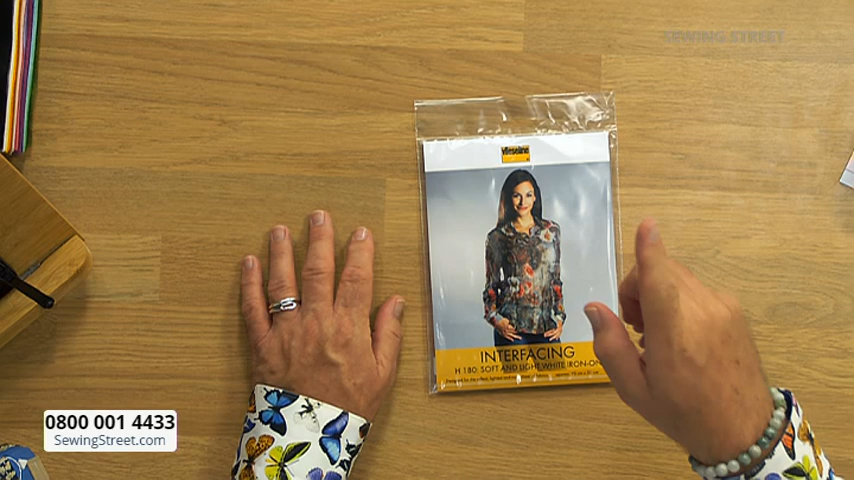 SEWING STREET
vlieseline
INTERFACING
H 180: SOFT AND LIGHT WHITE IRON-ON
0800 001 4433
SewingStreet.com